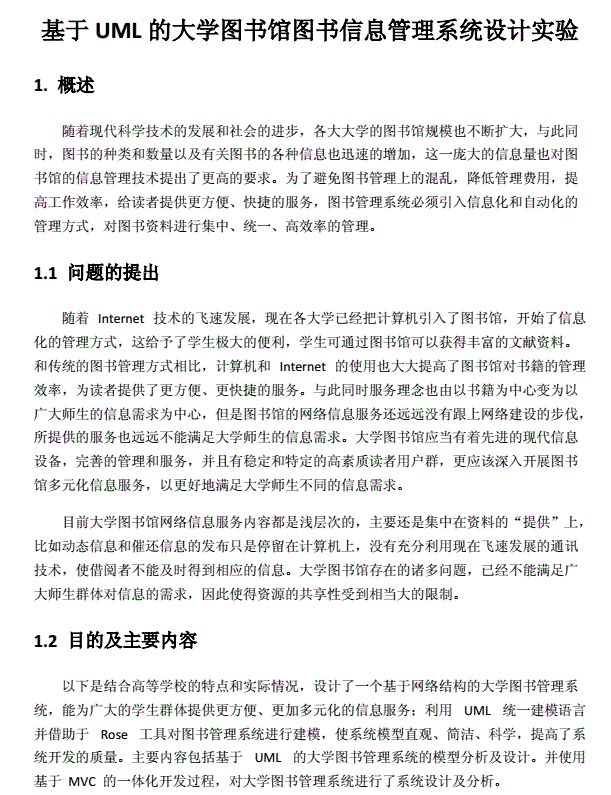 基于 UML 的大学图书馆图书信息管理系统设计实验
1. 概述
随着现代科学技术的发展和社会的进步，各大大学的图书馆规模也不断扩大，与此同
时，图书的种类和数量以及有关图书的各种信息也迅速的增加，这一庞大的信息量也对图
书馆的信息管理技术提出了更高的要求。为了避免图书管理上的混乱，降低管理费用，提
高工作效率，给读者提供更方便、快捷的服务，图书管理系统必须引入信息化和自动化的
管理方式，对图书资料进行集中、统一、高效率的管理。
1.1 问题的提出
随着 Internet 技术的飞速发展，现在各大学已经把计算机引入了图书馆，开始了信息
化的管理方式，这给予了学生极大的便利，学生可通过图书馆可以获得丰富的文献资料。
和传统的图书管理方式相比，计算机和 Internet 的使用也大大提高了图书馆对书籍的管理
效率，为读者提供了更方便、更快捷的服务。与此同时服务理念也由以书籍为中心变为以
广大师生的信息需求为中心，但是图书馆的网络信息服务还远远没有跟上网络建设的步伐，
所提供的服务也远远不能满足大学师生的信息需求。大学图书馆应当有着先进的现代信息
设备，完善的管理和服务，并且有稳定和特定的高素质读者用户群，更应该深入开展图书
馆多元化信息服务，以更好地满足大学师生不同的信息需求。
目前大学图书馆网络信息服务内容都是浅层次的，主要还是集中在资料的“提供”上，
比如动态信息和催还信息的发布只是停留在计算机上，没有充分利用现在飞速发展的通讯
技术，使借阅者不能及时得到相应的信息。大学图书馆存在的诸多问题，已经不能满足广
大师生群体对信息的需求，因此使得资源的共享性受到相当大的限制。
1.2 目的及主要内容
以下是结合高等学校的特点和实际情况，设计了一个基于网络结构的大学图书管理系
统，能为广大的学生群体提供更方便、更加多元化的信息服务；利用 UML 统一建模语言
并借助于 Rose 工具对图书管理系统进行建模，使系统模型直观、简洁、科学，提高了系
统开发的质量。主要内容包括基于 UML 的大学图书管理系统的模型分析及设计。并使用
基于 MVC 的一体化开发过程，对大学图书管理系统进行了系统设计及分析。